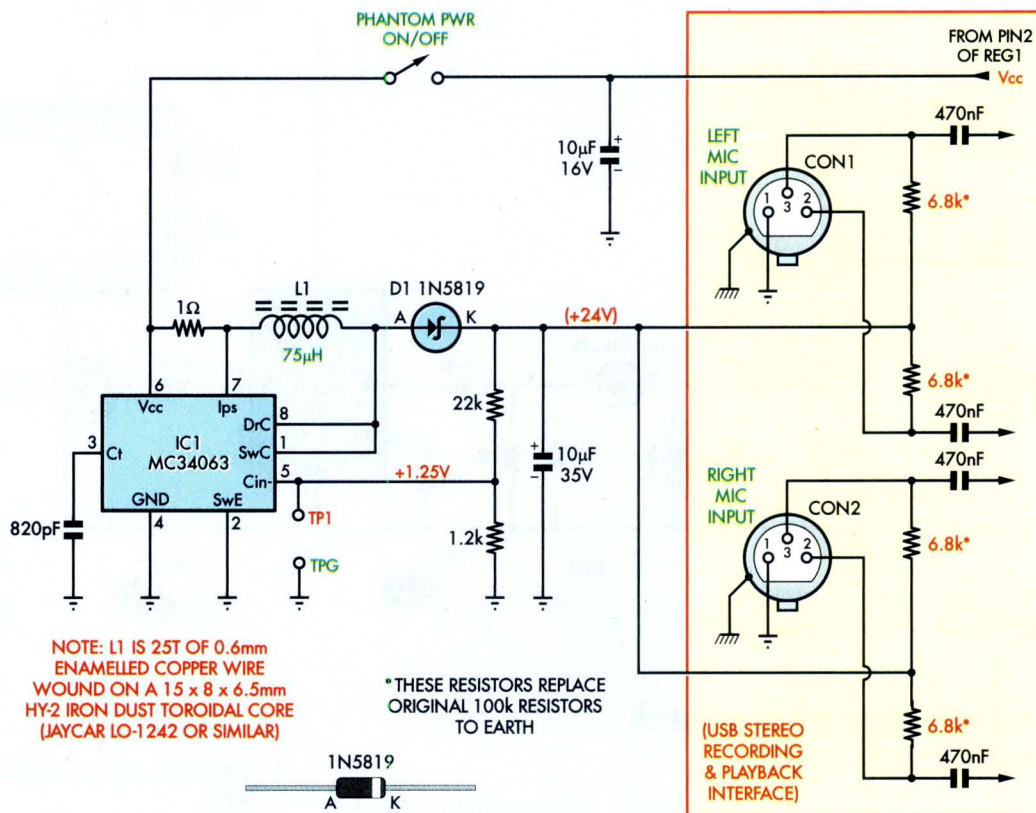 PHANTOM PWR
ON/OFF
FROM PIN2
OF REG1
Vcc
10µF
16V
+
–
LEFT
MIC
INPUT
CON1
1
2
3
470nF
6.8k*
6.8k*
470nF
1Ω
L1
75µH
D1 1N5819
A
K
(+24V)
22k
+
10µF
35V
–
6
7
Vcc
Ips
3
Ct
IC1
MC34063
DrC
8
SwC
1
Cin-
5
+1.25V
GND
SwE
4
2
820pF
TP1
TPG
1.2k
RIGHT
MIC
INPUT
CON2
1
2
3
470nF
6.8k*
6.8k*
470nF
NOTE: L1 IS 25T OF 0.6mm
ENAMELLED COPPER WIRE
WOUND ON A 15 x 8 x 6.5mm
HY-2 IRON DUST TOROIDAL CORE
(JAYCAR LO-1242 OR SIMILAR)
*THESE RESISTORS REPLACE
ORIGINAL 100k RESISTORS
TO EARTH
(USB STEREO
RECORDING
& PLAYBACK
INTERFACE)
1N5819
A
K